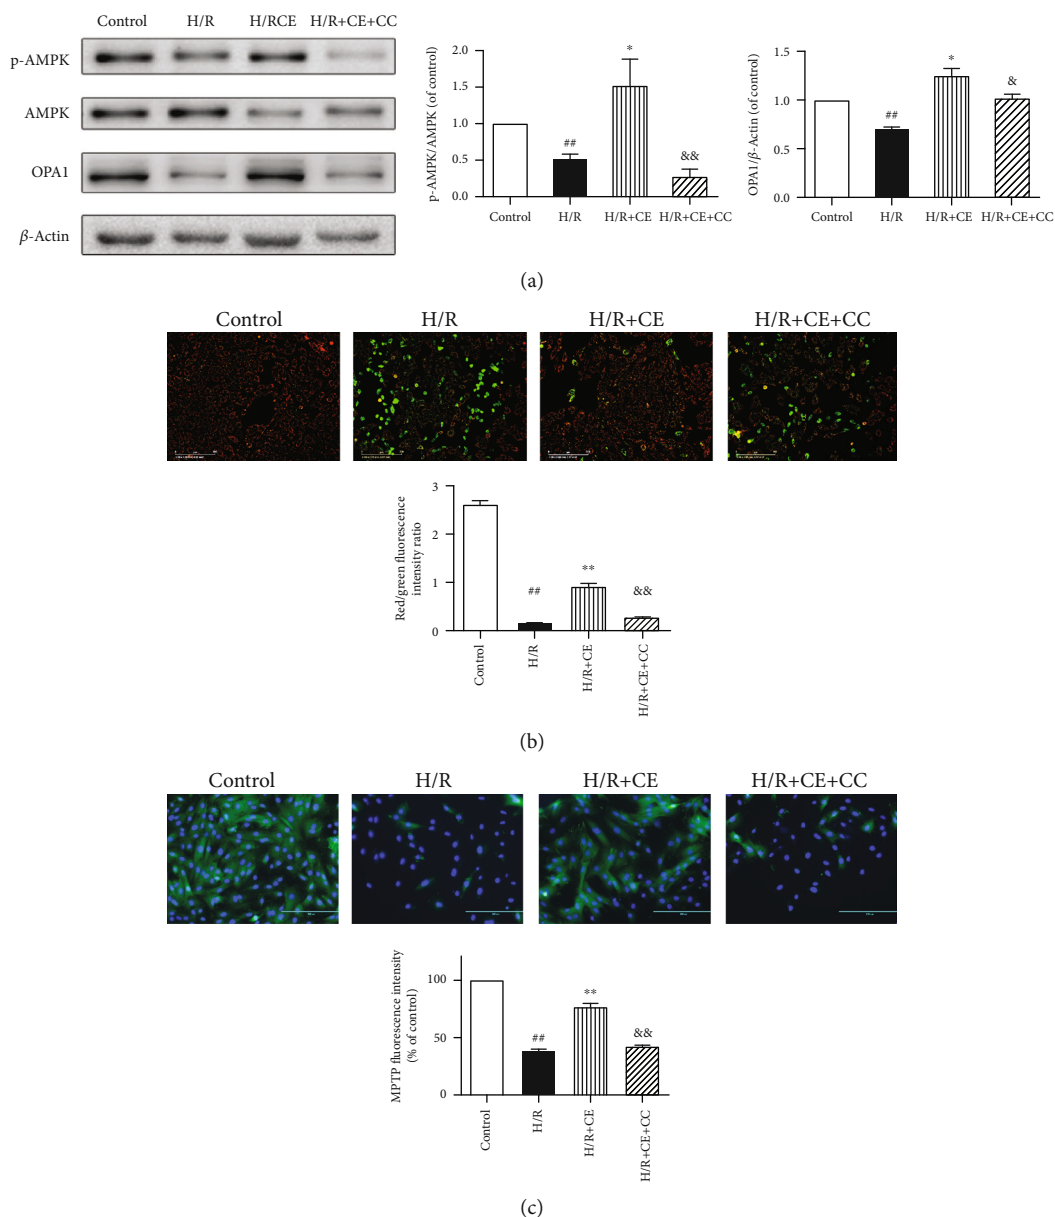 Control H/R H/RCE H/R+CE+CC
p-AMPK
AMPK
OPA1
β-Actin
p-AMPK/AMPK (of control)
2.0
1.5
1.0
0.5
0.0
*
##
&&
Control H/R H/R+CE H/R+CE+CC
OPA1/β-Actin (of control)
1.5
1.0
0.5
0.0
*
##
&
Control H/R H/R+CE H/R+CE+CC
(a)
Control H/R H/R+CE H/R+CE+CC
Red/green fluorescence
intensity ratio
3
2
1
0
##
**
&&
Control
H/R
H/R+CE
H/R+CE+CC
(b)
Control H/R H/R+CE H/R+CE+CC
MPTP fluorescence intensity
(% of control)
100
50
0
##
**
&&
Control
H/R
H/R+CE
H/R+CE+CC
(c)